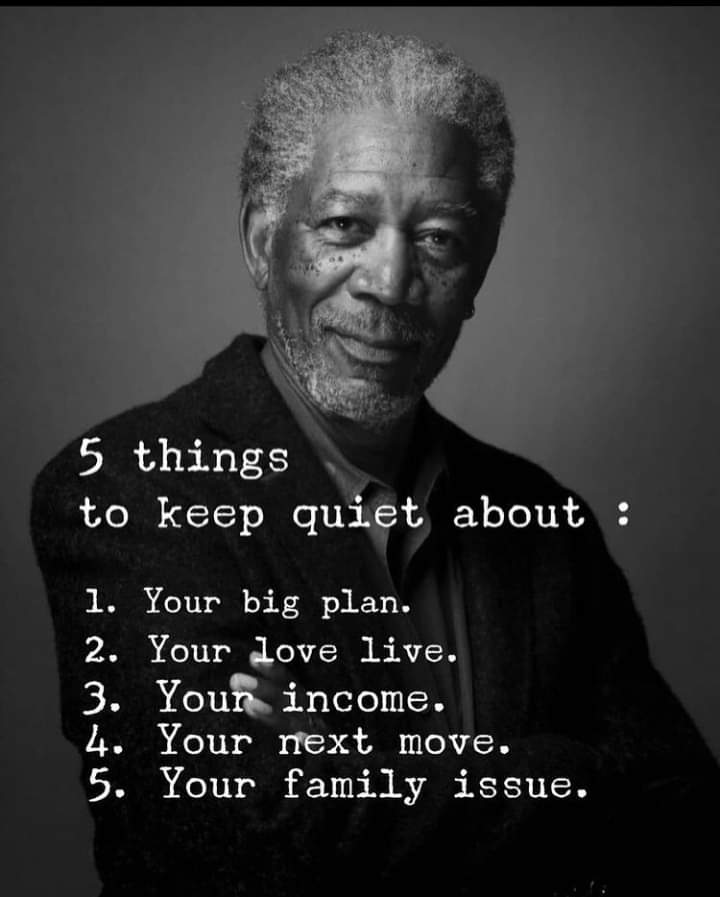 5 things
to keep quiet about :
1. Your big plan.
2. Your love live.
3. Your income.
4. Your next move.
5. Your family issue.